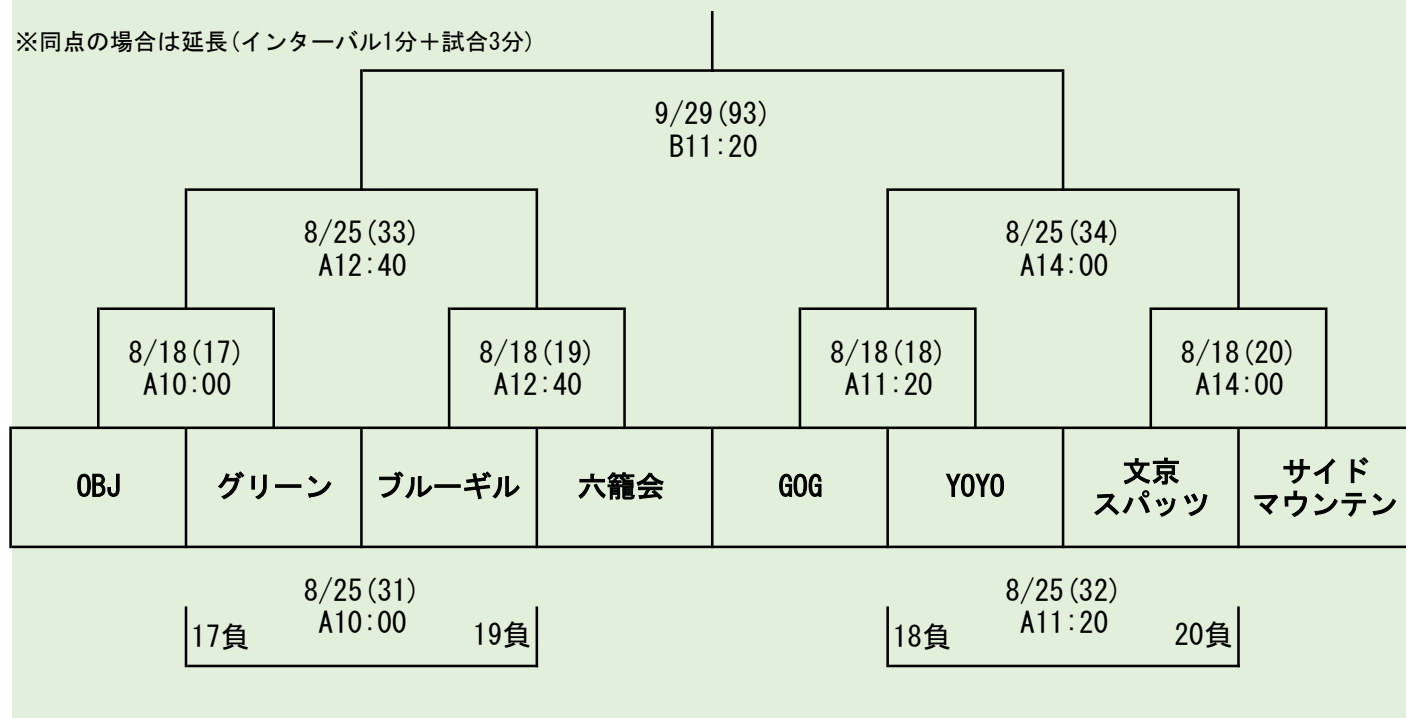 ※同点の場合は延長(インターバル1分＋試合3分)
9/29(93)
B11:20
8/25(33)
A12:40
8/25(34)
A14:00
8/18(17)
A10:00
8/18(19)
A12:40
8/18(18)
A11:20
8/18(20)
A14:00
OBJ
グリーン
ブルーギル
六籠会
GOG
YOYO
文京
スパッツ
サイド
マウンテン
8/25(31)
A10:00
17負
19負
8/25(32)
A11:20
18負
20負